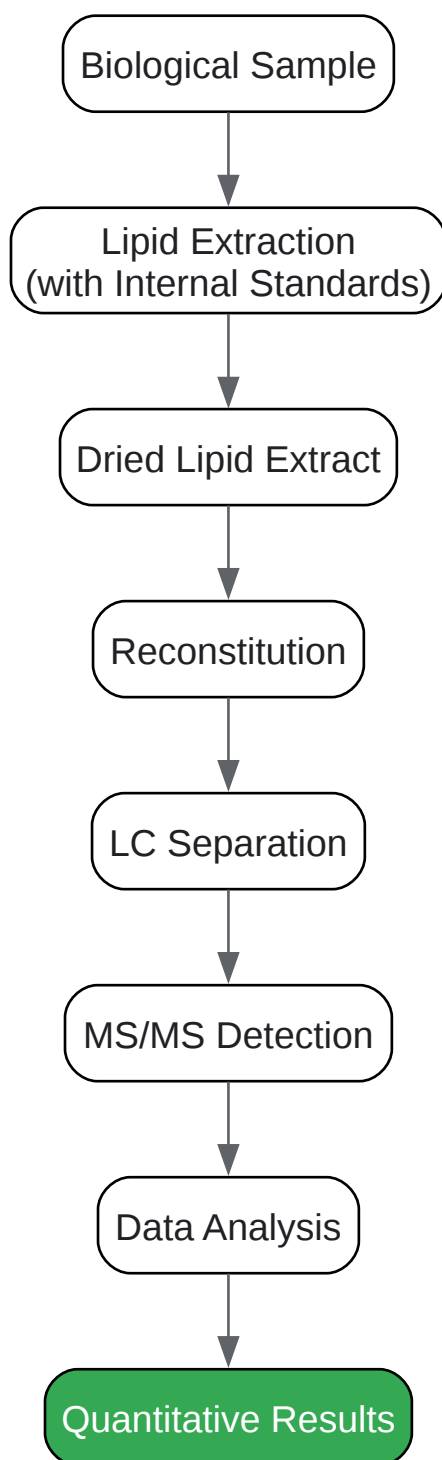 Biological Sample
Lipid Extraction
(with Internal Standards)
Dried Lipid Extract
Reconstitution
LC Separation
MS/MS Detection
Data Analysis
Quantitative Results